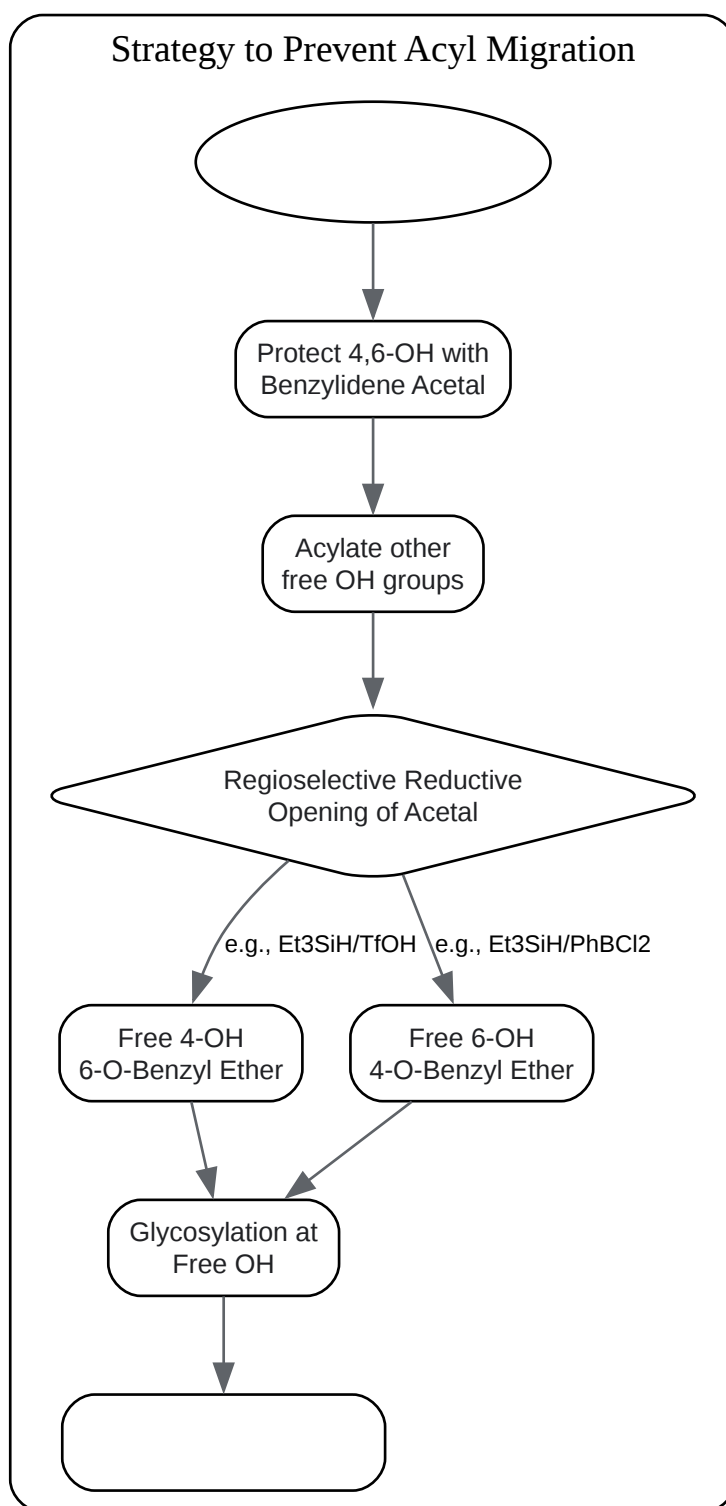 Strategy to Prevent Acyl Migration
Protect 4,6-OH with
Benzylidene Acetal
Acylate other
free OH groups
Regioselective Reductive
Opening of Acetal
e.g., Et3SiH/TfOH
e.g., Et3SiH/PhBCl2
Free 4-OH
6-O-Benzyl Ether
Free 6-OH
4-O-Benzyl Ether
Glycosylation at
Free OH